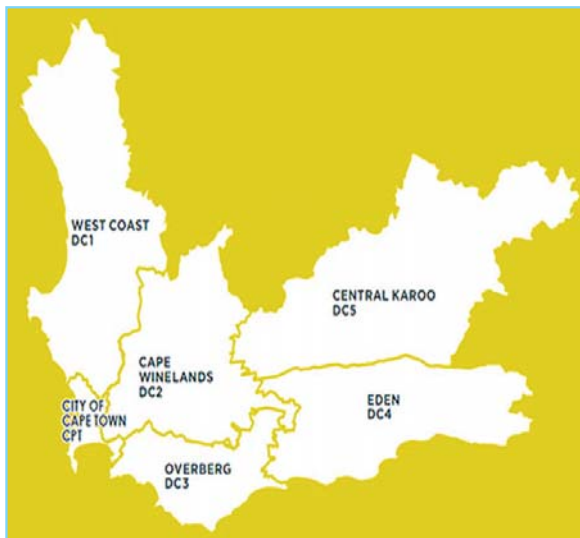 WEST COAST
DC1
CENTRAL KAROO
DC5
CAPE
WINELANDS
DC2
EDEN
DC4
CITY OF
CAPE TOWN
CPT
OVERBERG
DC3